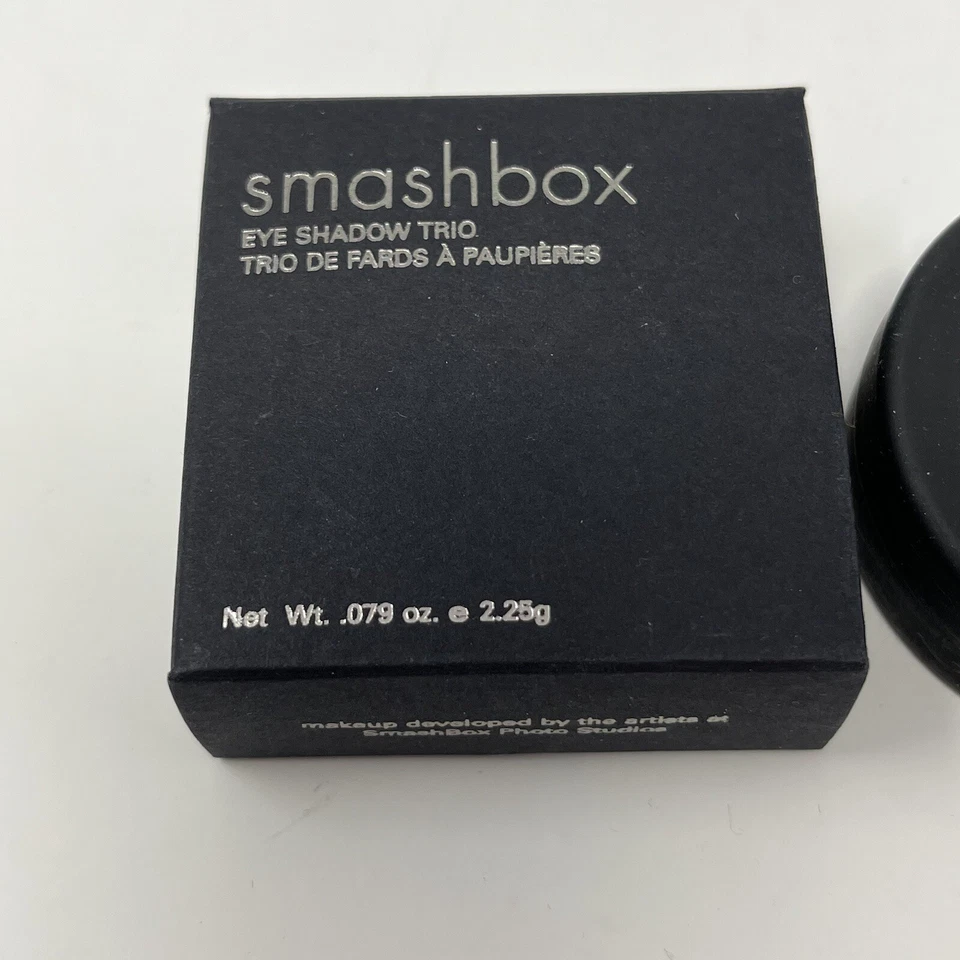 smashbox
EYE SHADOW TRIO
TRIO DE FARDS À PAUPIÈRES
Net Wt. .079 oz. e 2.25g
makeup developed by the artists at
SmashBox Photo Studios